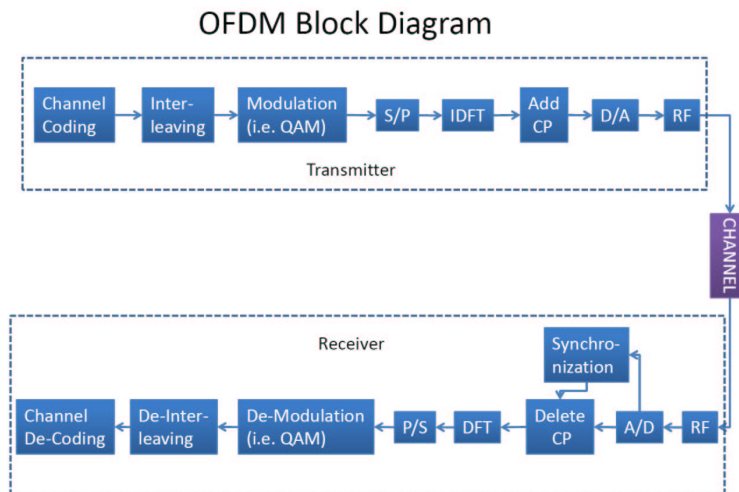 OFDM Block Diagram
Channel
Coding
Inter-
leaving
Modulation
(i.e. QAM)
S/P
IDFT
Add
CP
D/A
RF
Transmitter
CHANNEL
Receiver
Synchro-
nization
Channel
De-Coding
De-Inter-
leaving
De-Modulation
(i.e. QAM)
P/S
DFT
Delete
CP
A/D
RF